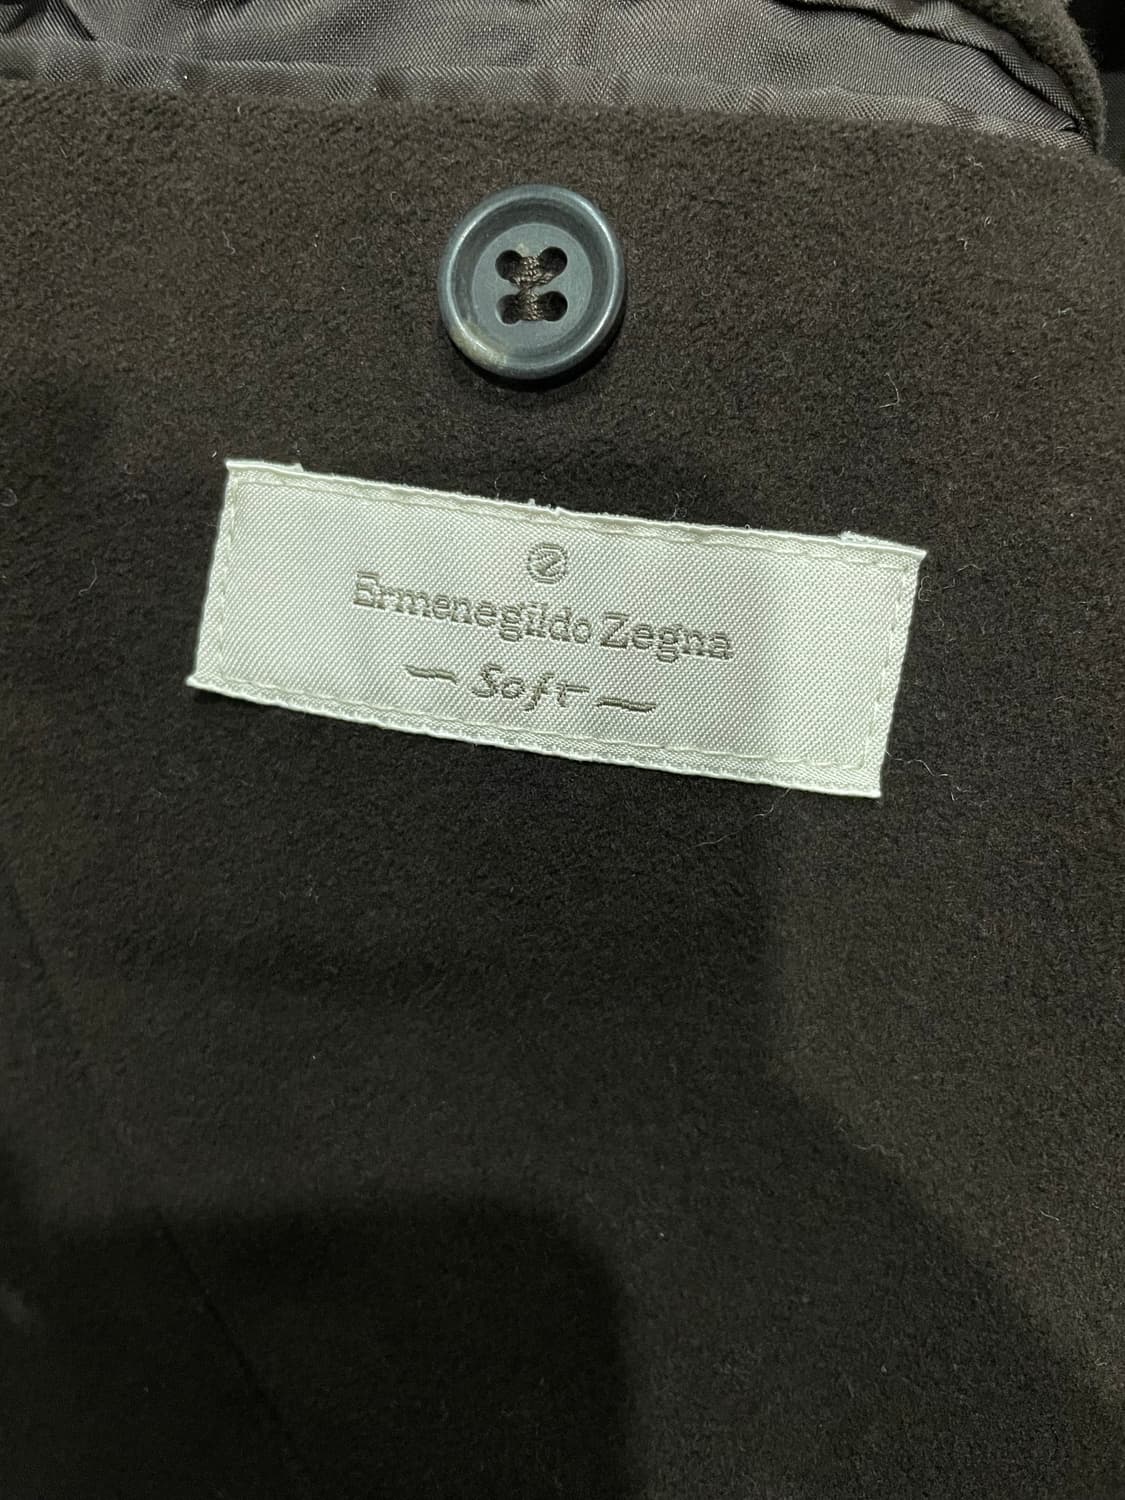 Z
Ermenegildo Zegna
~ Soft ~